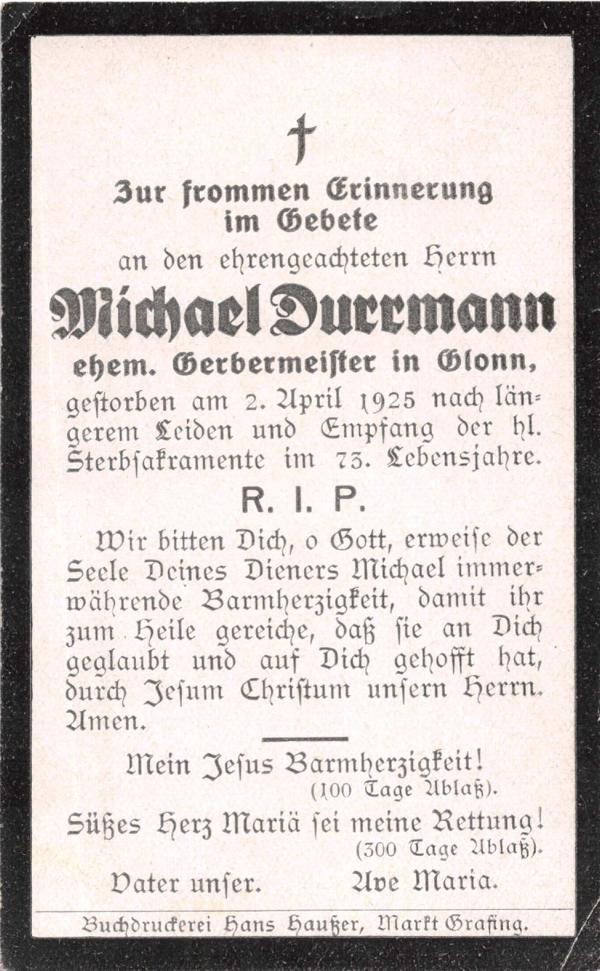 Zur frommen Erinnerung
im Gebete
an den ehrengeachteten Herrn
Michael Durrmann
ehem. Gerbermeister in Glonn,
gestorben am 2. April 1925 nach län-
gerem Leiden und Empfang der hl.
Sterbsakramente im 73. Lebensjahre.
R. I. P.
Wir bitten Dich, o Gott, erweise der
Seele Deines Dieners Michael immer-
währende Barmherzigkeit, damit ihr
zum Heile gereiche, daß sie an Dich
geglaubt und auf Dich gehofft hat,
durch Jesum Christum unsern Herrn.
Amen.
Mein Jesus Barmherzigkeit!
(100 Tage Ablaß).
Süßes Herz Mariä sei meine Rettung!
(300 Tage Ablaß).
Vater unser. Ave Maria.
Buchdruckerei Hans Haußer, Markt Grafing.